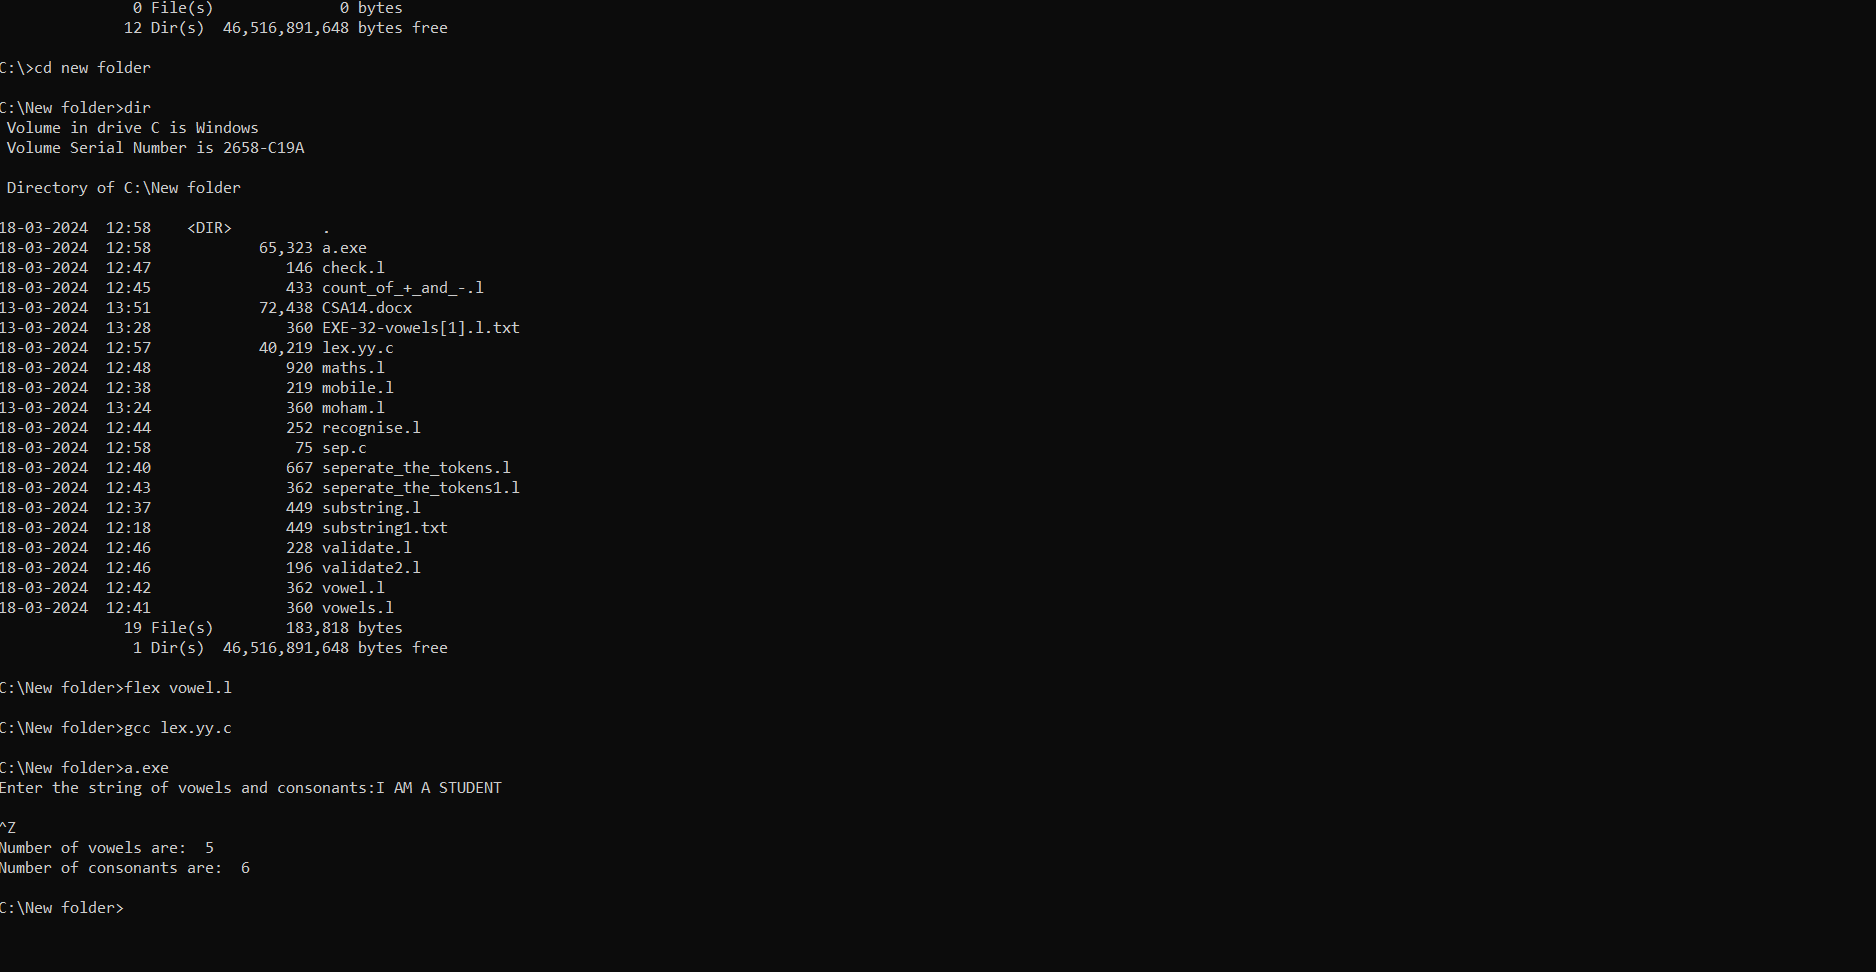 0 File(s)              0 bytes
12 Dir(s)  46,516,891,648 bytes free
C:\>cd new folder
C:\New folder>dir
Volume in drive C is Windows
Volume Serial Number is 2658-C19A
Directory of C:\New folder
18-03-2024  12:58    <DIR>          .
18-03-2024  12:58            65,323 a.exe
18-03-2024  12:47               146 check.l
18-03-2024  12:45               433 count_of_+_and_-.l
13-03-2024  13:51            72,438 CSA14.docx
13-03-2024  13:28               360 EXE-32-vowels[1].l.txt
18-03-2024  12:57            40,219 lex.yy.c
18-03-2024  12:48               920 maths.l
18-03-2024  12:38               219 mobile.l
13-03-2024  13:24               360 moham.l
18-03-2024  12:44               252 recognise.l
18-03-2024  12:58                75 sep.c
18-03-2024  12:40               667 seperate_the_tokens.l
18-03-2024  12:43               362 seperate_the_tokens1.l
18-03-2024  12:37               449 substring.l
18-03-2024  12:18               449 substring1.txt
18-03-2024  12:46               228 validate.l
18-03-2024  12:46               196 validate2.l
18-03-2024  12:42               362 vowel.l
18-03-2024  12:41               360 vowels.l
19 File(s)        183,818 bytes
1 Dir(s)  46,516,891,648 bytes free
C:\New folder>flex vowel.l
C:\New folder>gcc lex.yy.c
C:\New folder>a.exe
Enter the string of vowels and consonants:I AM A STUDENT
^Z
Number of vowels are:  5
Number of consonants are:  6
C:\New folder>